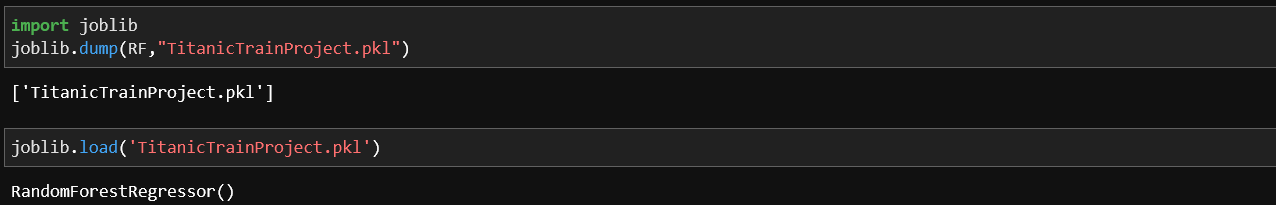 import joblib
joblib.dump(RF,"TitanicTrainProject.pkl")
['TitanicTrainProject.pkl']
joblib.load('TitanicTrainProject.pkl')
RandomForestRegressor()